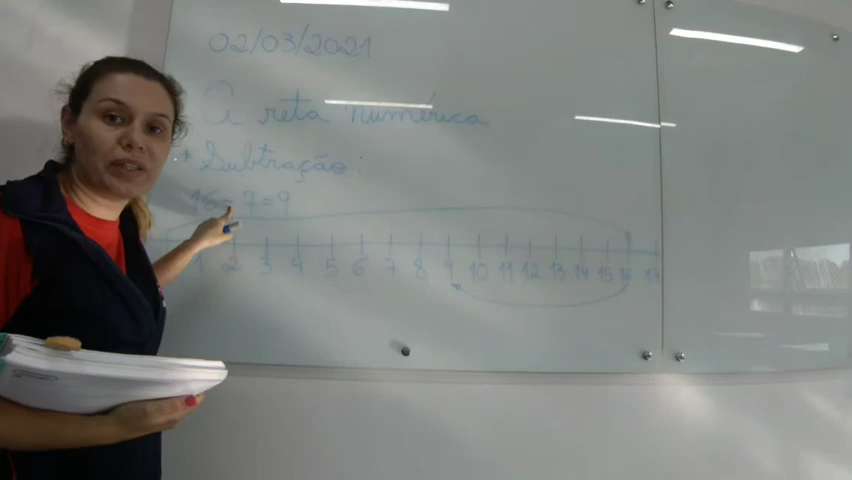 02/03/2021
A reta numérica
* Subtração:
16 - 7 = 9
1 2 3 4 5 6 7 8 9 10 11 12 13 14 15 16 17